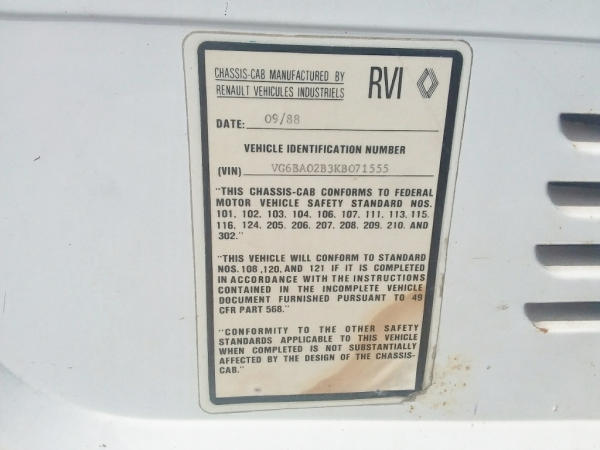 CHASSIS-CAB MANUFACTURED BY
RENAULT VEHICULES INDUSTRIELS
RVI
DATE: 09/88
VEHICLE IDENTIFICATION NUMBER
(VIN) VG6BA02B3KB071555
"THIS CHASSIS-CAB CONFORMS TO FEDERAL
MOTOR VEHICLE SAFETY STANDARD NOS.
101, 102, 103, 104, 106, 107, 111, 113, 115,
116, 124, 205, 206, 207, 208, 209, 210, AND
302."
"THIS VEHICLE WILL CONFORM TO STANDARD
NOS. 108 ,120, AND 121 IF IT IS COMPLETED
IN ACCORDANCE WITH THE INSTRUCTIONS
CONTAINED IN THE INCOMPLETE VEHICLE
DOCUMENT FURNISHED PURSUANT TO 49
CFR PART 568."
"CONFORMITY TO THE OTHER SAFETY
STANDARDS APPLICABLE TO THIS VEHICLE
WHEN COMPLETED IS NOT SUBSTANTIALLY
AFFECTED BY THE DESIGN OF THE CHASSIS-
CAB."